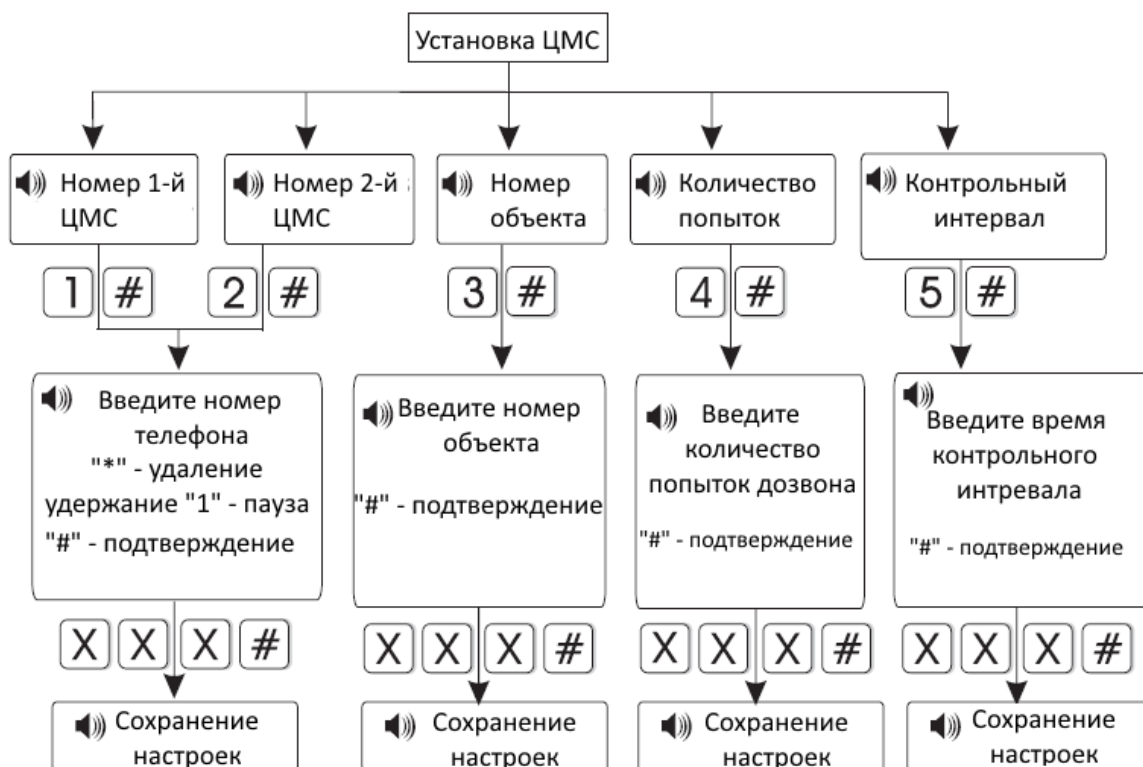 Установка ЦМС
Номер 1-й
ЦМС
Номер 2-й
ЦМС
Номер
объекта
Количество
попыток
Контрольный
интервал
1 #
2 #
3 #
4 #
5 #
Введите номер
телефона
"*" - удаление
удержание "1" - пауза
"#" - подтверждение
Введите номер
объекта
"#" - подтверждение
Введите
количество
попыток дозвона
"#" - подтверждение
Введите время
контрольного
интревала
"#" - подтверждение
X X X #
X X X #
X X X #
X X X #
Сохранение
настроек
Сохранение
настроек
Сохранение
настроек
Сохранение
настроек